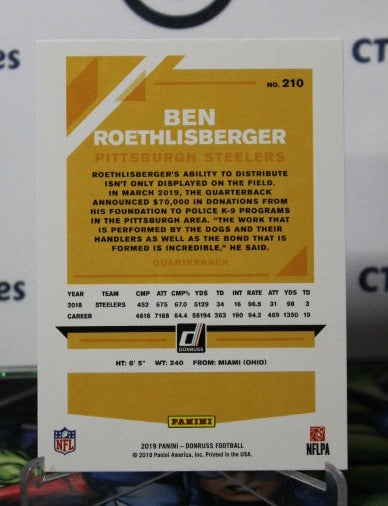 CT
NO. 210
BEN
ROETHLISBERGER
PITTSBURGH STEELERS
ROETHLISBERGER'S ABILITY TO DISTRIBUTE
ISN'T ONLY DISPLAYED ON THE FIELD.
IN MARCH 2019, THE QUARTERBACK
ANNOUNCED $70,000 IN DONATIONS FROM
HIS FOUNDATION TO POLICE K-9 PROGRAMS
IN THE PITTSBURGH AREA. "THE WORK THAT
IS PERFORMED BY THE DOGS AND THEIR
HANDLERS AS WELL AS THE BOND THAT IS
FORMED IS INCREDIBLE," HE SAID.
QUARTERBACK
YEAR TEAM CMP ATT CMP% YDS TD INT RATE ATT YDS TD
2018 STEELERS 452 675 67.0 5129 34 16 96.5 31 98 3
CAREER 4616 7168 64.4 56194 363 190 94.2 469 1350 19
DONRUSS
HT: 6' 5" WT: 240 FROM: MIAMI (OHIO)
PANINI
NFL
NFLPA
2019 PANINI – DONRUSS FOOTBALL
© 2019 Panini America, Inc. Printed in the USA.